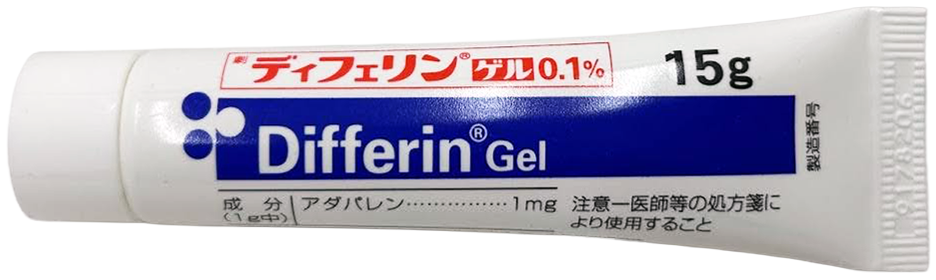 劇 ディフェリン® ゲル 0.1% 15g
Differin® Gel
製造番号
成分 アダパレン……………1mg
(1g中)
注意－医師等の処方箋に
より使用すること